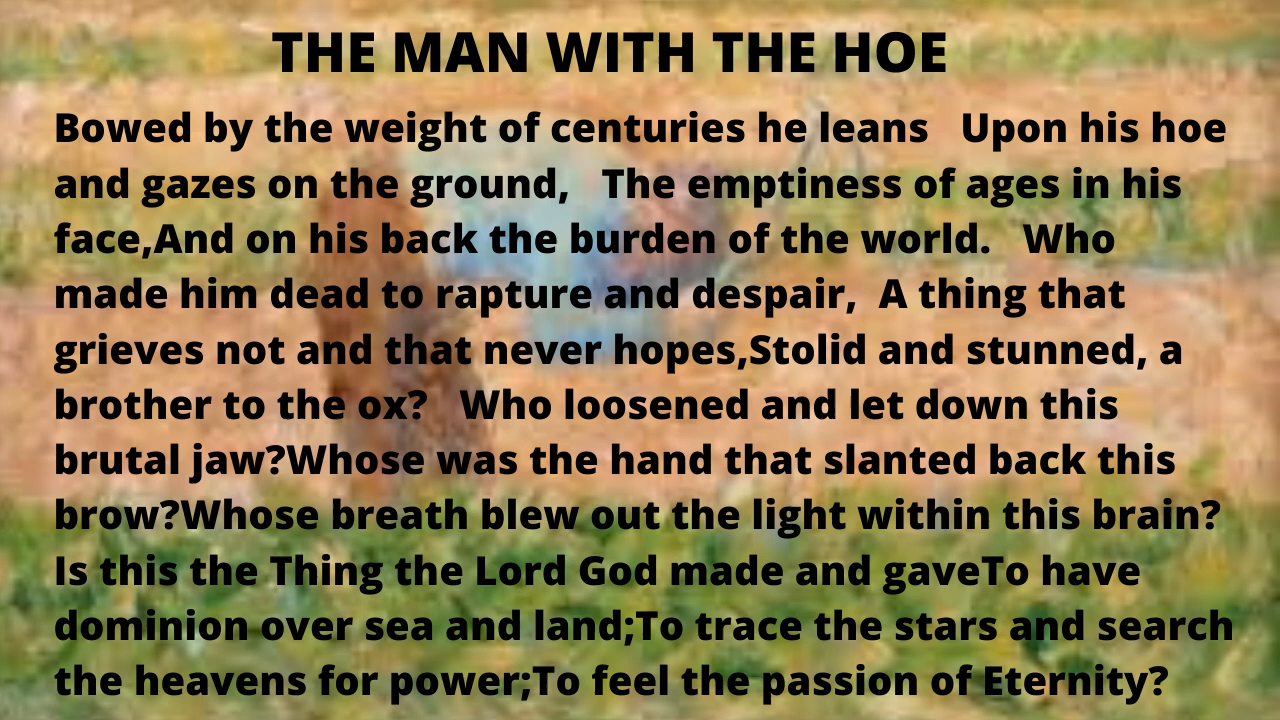 THE MAN WITH THE HOE
Bowed by the weight of centuries he leans   Upon his hoe
and gazes on the ground,   The emptiness of ages in his
face,And on his back the burden of the world.   Who
made him dead to rapture and despair,  A thing that
grieves not and that never hopes,Stolid and stunned, a
brother to the ox?   Who loosened and let down this
brutal jaw?Whose was the hand that slanted back this
brow?Whose breath blew out the light within this brain?
Is this the Thing the Lord God made and gaveTo have
dominion over sea and land;To trace the stars and search
the heavens for power;To feel the passion of Eternity?